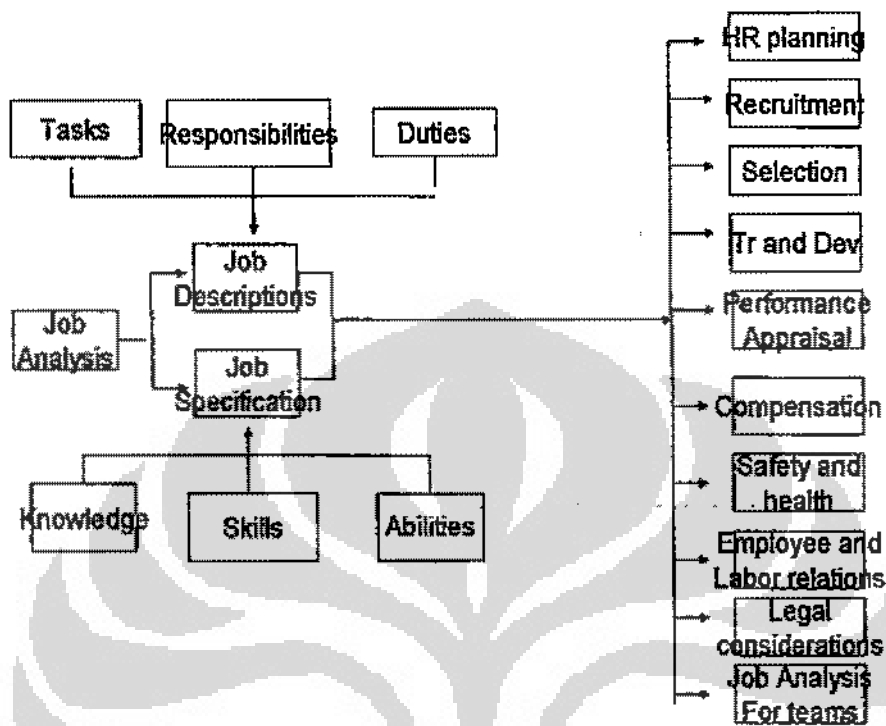 HR planning
Recruitment
Tasks
Responsibilities
Duties
Selection
Tr and Dev
Job
Descriptions
Job
Analysis
Job
Specification
Performance
Appraisal
Compensation
Knowledge
Skills
Abilities
Safety and
health
Employee and
Labor relations
Legal
considerations
Job Analysis
For teams